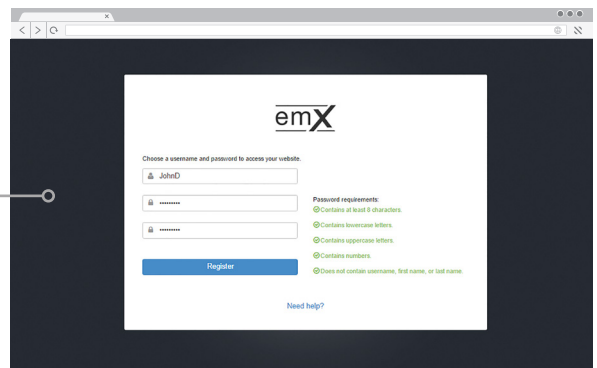 emX
Choose a username and password to access your website.
JohnD
Password requirements:
Contains at least 8 characters.
Contains lowercase letters.
Contains uppercase letters.
Contains numbers.
Does not contain username, first name, or last name.
Register
Need help?